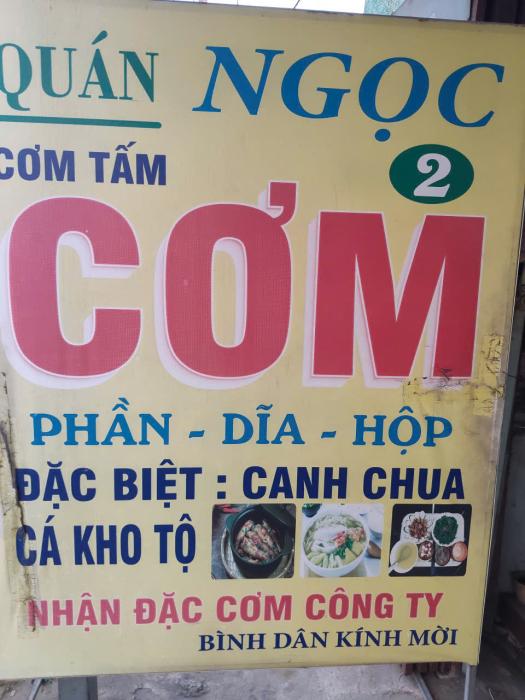 QUÁN NGỌC
2
CƠM TẤM
CƠM
PHẦN - DĨA - HỘP
ĐẶC BIỆT : CANH CHUA
CÁ KHO TỘ
NHẬN ĐẶC CƠM CÔNG TY
BÌNH DÂN KÍNH MỜI